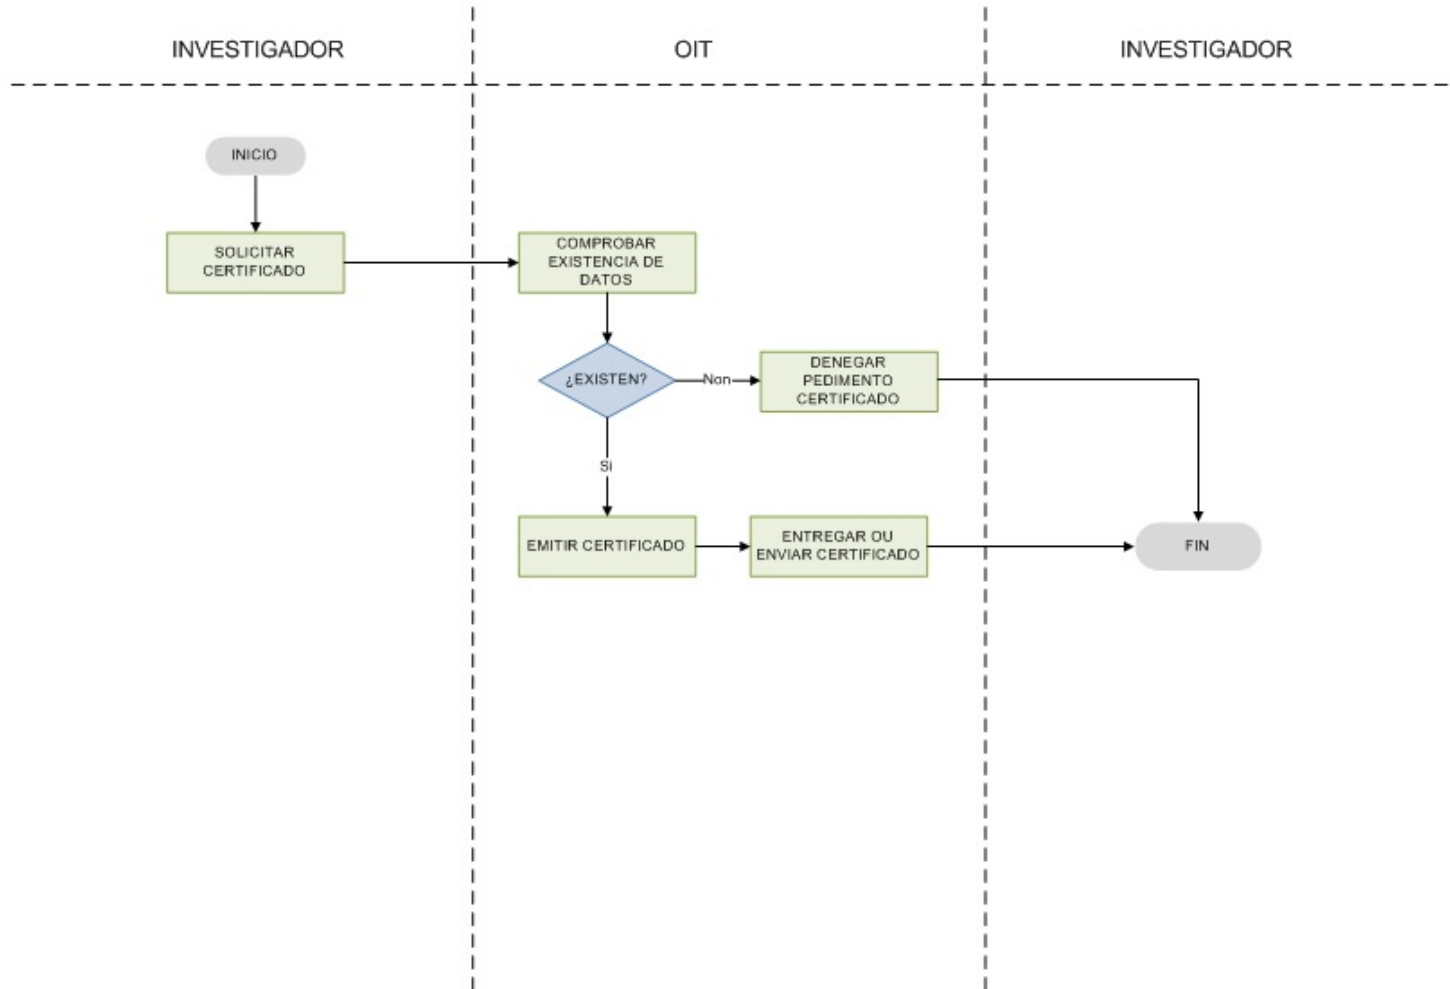 INVESTIGADOR
OIT
INVESTIGADOR
INICIO
SOLICITAR
CERTIFICADO
COMPROBAR
EXISTENCIA DE
DATOS
¿EXISTEN?
Non
DENEGAR
PEDIMENTO
CERTIFICADO
Si
EMITIR CERTIFICADO
ENTREGAR OU
ENVIAR CERTIFICADO
FIN